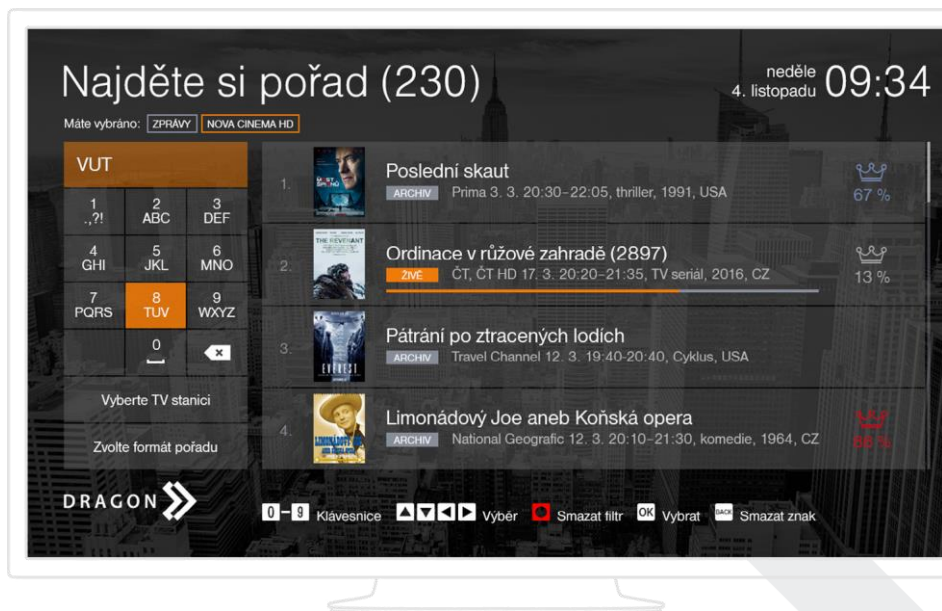 Najděte si pořad (230)
neděle
4. listopadu
09:34
Máte vybráno: ZPRÁVY NOVA CINEMA HD
VUT
1
.,?!
2
ABC
3
DEF
4
GHI
5
JKL
6
MNO
7
PQRS
8
TUV
9
WXYZ
0
Vyberte TV stanici
Zvolte formát pořadu
1.
Poslední skaut
ARCHIV Prima 3. 3. 20:30–22:05, thriller, 1991, USA
67 %
2.
THE REVENANT
Ordinace v růžové zahradě (2897)
ŽIVĚ ČT, ČT HD 17. 3. 20:20–21:35, TV seriál, 2016, CZ
13 %
3.
EVEREST
Pátrání po ztracených lodích
ARCHIV Travel Channel 12. 3. 19:40-20:40, Cyklus, USA
4.
LIMONÁDOVÝ JOE
Limonádový Joe aneb Koňská opera
ARCHIV National Geografic 12. 3. 20:10–21:30, komedie, 1964, CZ
DRAGON
0–9 Klávesnice
Výběr
Smazat filtr
OK Vybrat
BACK Smazat znak